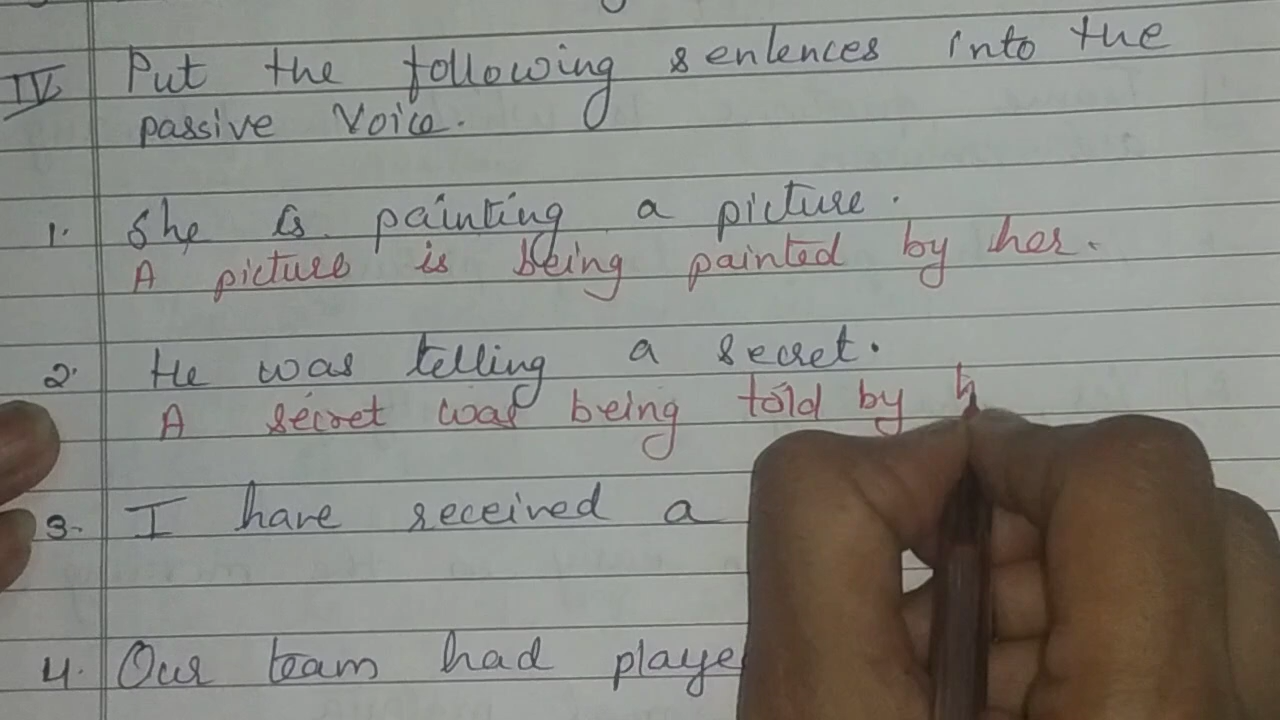 IV Put the following sentences into the
passive Voice.
1. She is painting a picture.
A picture is being painted by her.
2. He was telling a secret.
A secret was being told by h
3. I have received a
4. Our team had playe